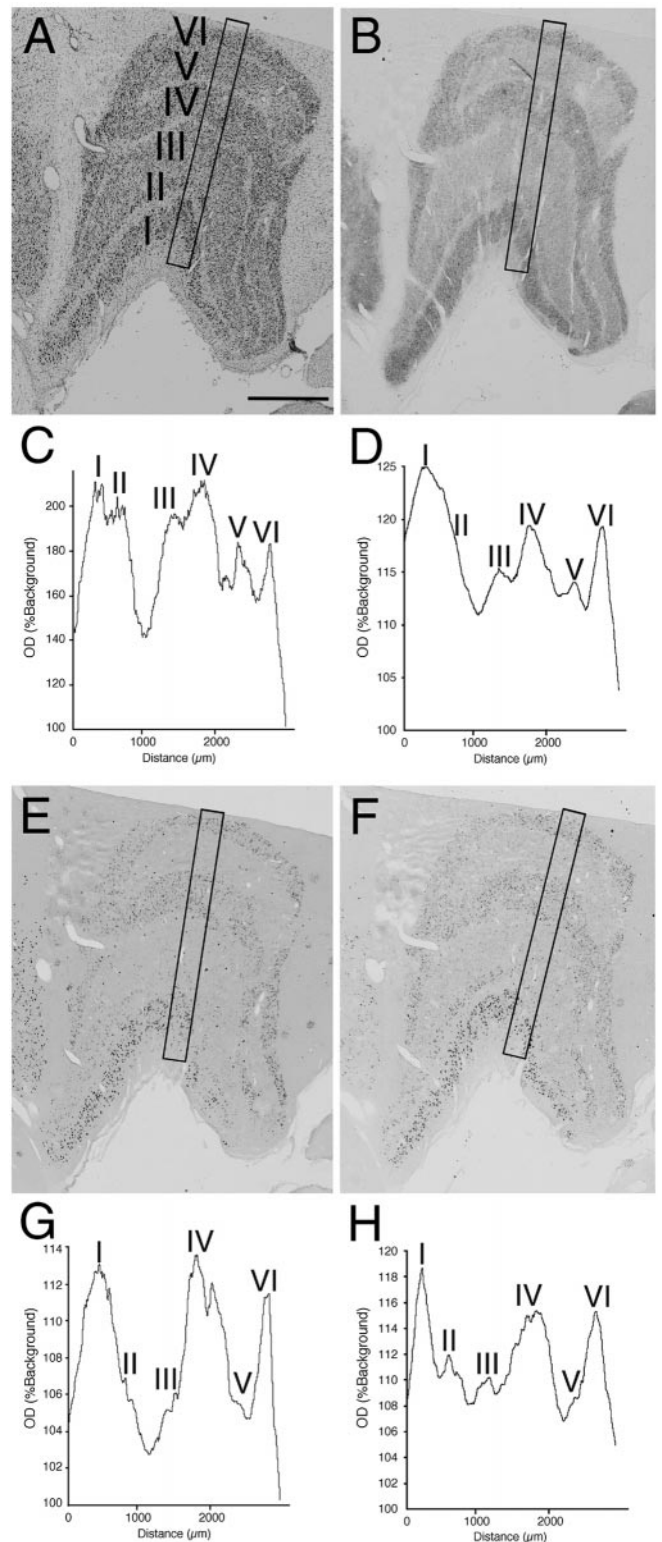 A
VI
V
IV
III
II
I
B
C
I
II
III
IV
V
VI
OD (%Background)
200
180
160
140
120
100
0
1000
2000
Distance (µm)
D
I
II
III
IV
V
VI
OD (%Background)
125
120
115
110
105
100
0
1000
2000
Distance (µm)
E
F
G
I
II
III
IV
V
VI
OD (%Background)
114
112
110
108
106
104
102
100
0
1000
2000
Distance (µm)
H
I
II
III
IV
V
VI
OD (%Background)
120
118
116
114
112
110
108
106
104
102
100
0
1000
2000
Distance (µm)